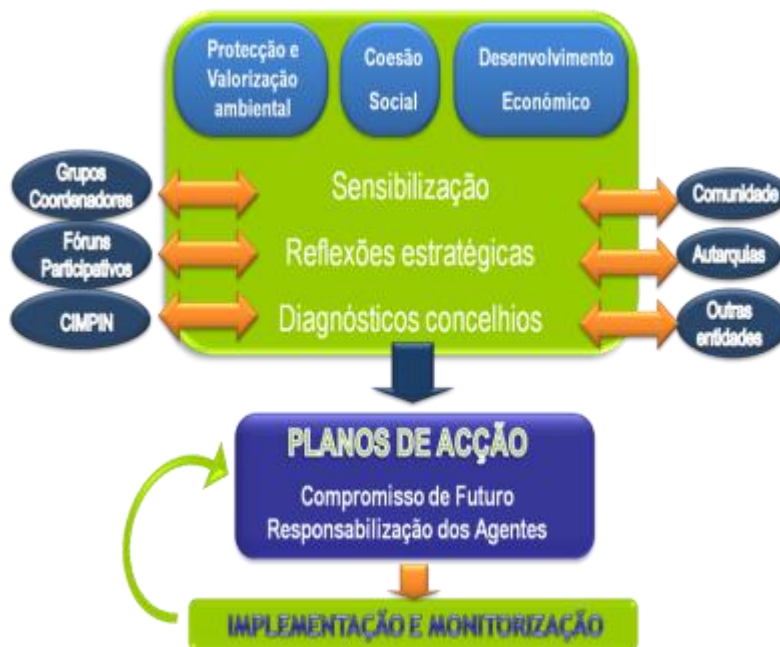 Protecção e
Valorização
ambiental
Coesão
Social
Desenvolvimento
Económico
Grupos
Coordenadores
Sensibilização
Comunidade
Fóruns
Participativos
Reflexões estratégicas
Autarquias
CIMPIN
Diagnósticos concelhios
Outras
entidades
PLANOS DE ACÇÃO
Compromisso de Futuro
Responsabilização dos Agentes
IMPLEMENTAÇÃO E MONITORIZAÇÃO